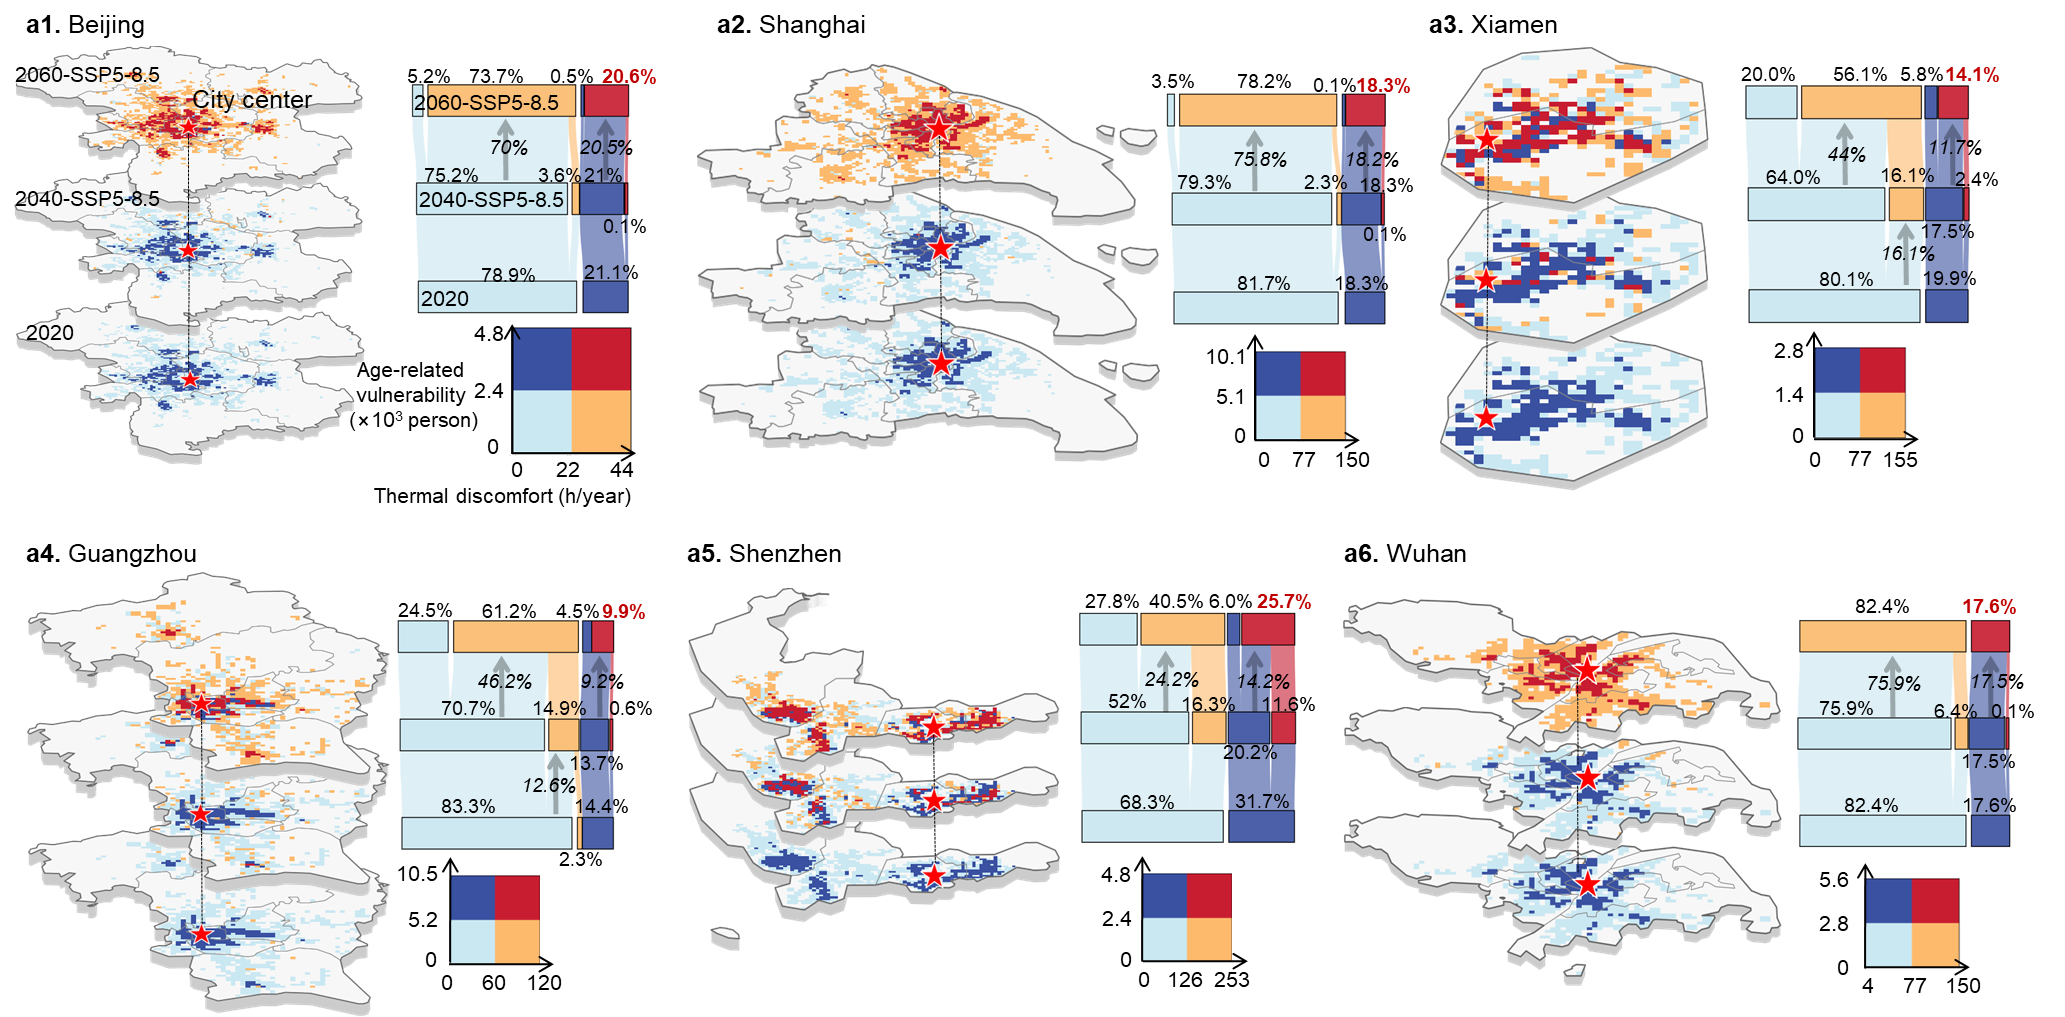 a1. Beijing
2060-SSP5-8.5
City center
2040-SSP5-8.5
2020
5.2% 73.7% 0.5% 20.6%
2060-SSP5-8.5
70% 20.5%
75.2% 3.6% 21%
2040-SSP5-8.5
0.1%
78.9% 21.1%
2020
4.8
2.4
0
Age-related
vulnerability
(×10³ person)
0 22 44
Thermal discomfort (h/year)
a2. Shanghai
3.5% 78.2% 0.1% 18.3%
75.8% 18.2%
79.3% 2.3% 18.3%
0.1%
81.7% 18.3%
10.1
5.1
0
0 77 150
a3. Xiamen
20.0% 56.1% 5.8% 14.1%
44% 11.7%
64.0% 16.1% 2.4%
17.5%
16.1%
80.1% 19.9%
2.8
1.4
0
0 77 155
a4. Guangzhou
24.5% 61.2% 4.5% 9.9%
46.2% 9.2%
70.7% 14.9% 0.6%
13.7%
12.6%
83.3% 14.4%
2.3%
10.5
5.2
0
0 60 120
a5. Shenzhen
27.8% 40.5% 6.0% 25.7%
24.2% 14.2%
52% 16.3% 11.6%
20.2%
68.3% 31.7%
4.8
2.4
0
0 126 253
a6. Wuhan
82.4% 17.6%
75.9% 17.5%
75.9% 6.4% 0.1%
17.5%
82.4% 17.6%
5.6
2.8
0
4 77 150